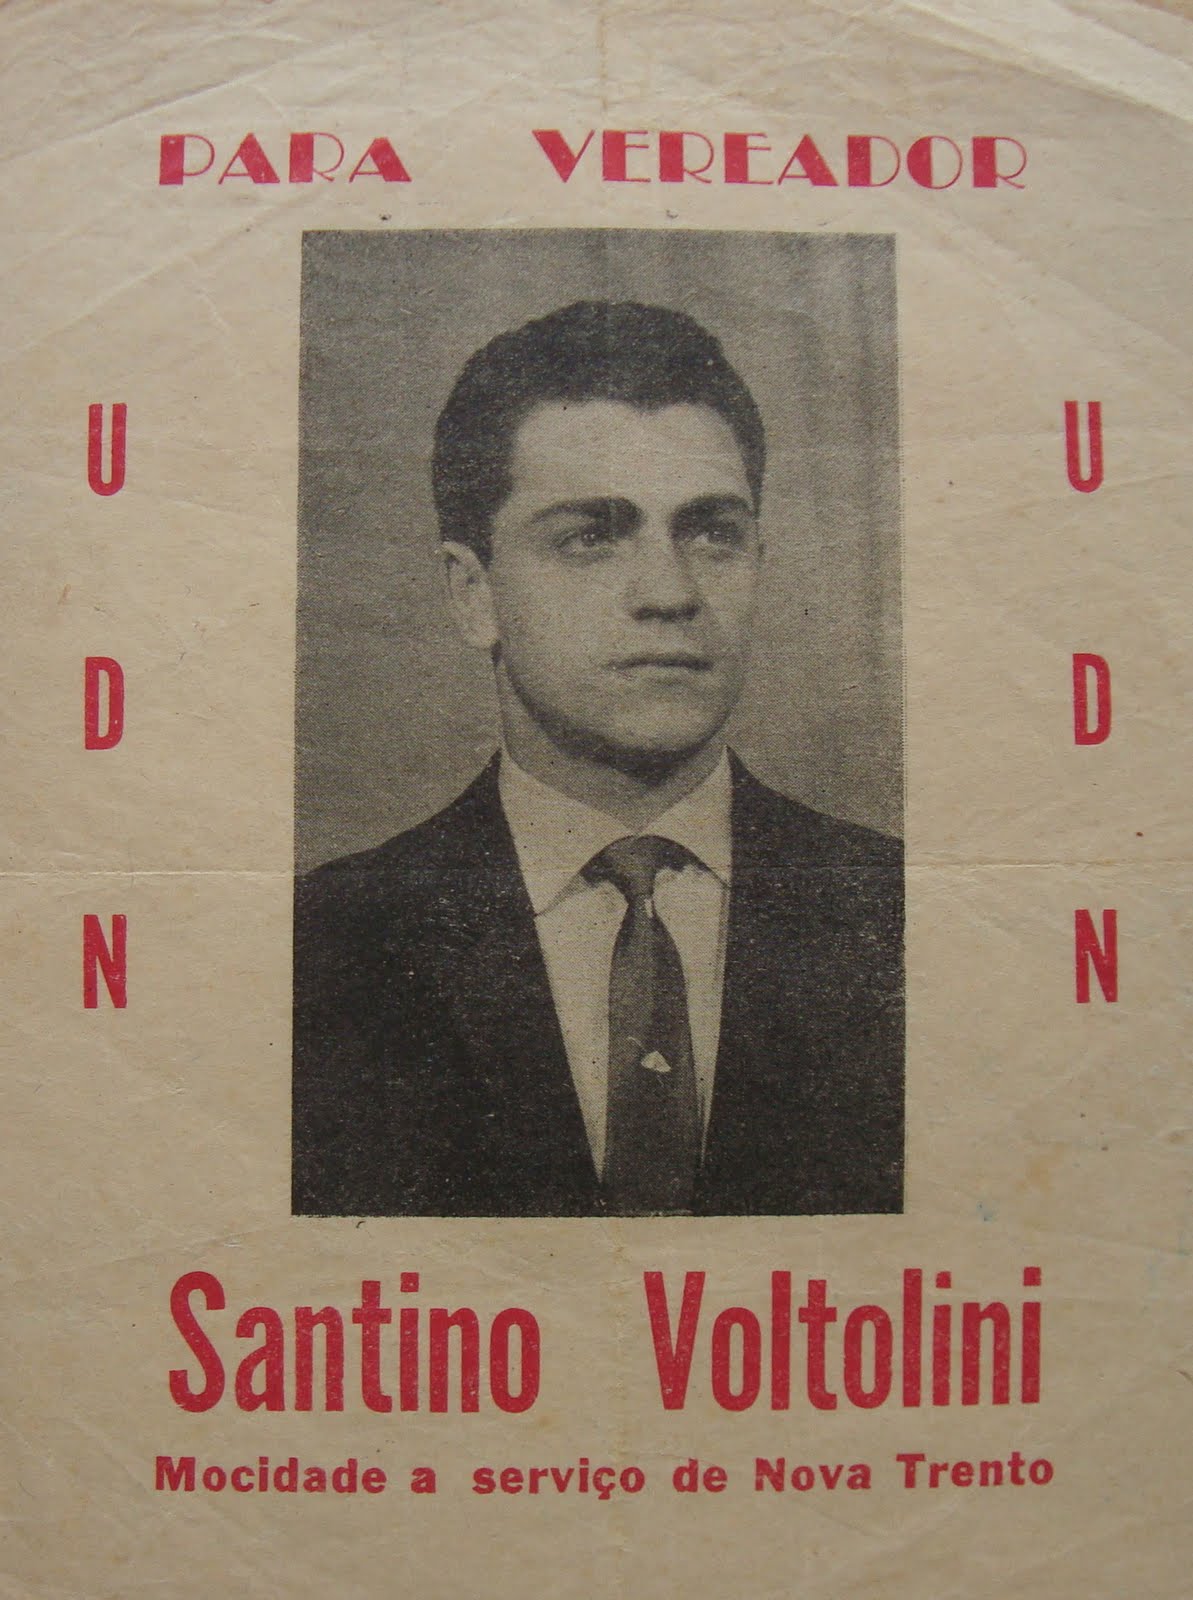 PARA VEREADOR
U
D
N
U
D
N
Santino Voltolini
Mocidade a serviço de Nova Trento